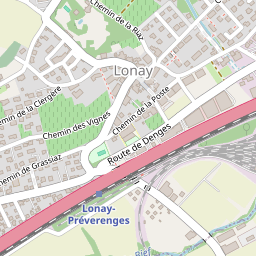 Chemin de la Riaz
Lonay
Chemin de la Clergère
Chemin des Vignes
Chemin de la Poste
Route de Denges
Chemin de Grassiaz
Lonay-
Préverenges